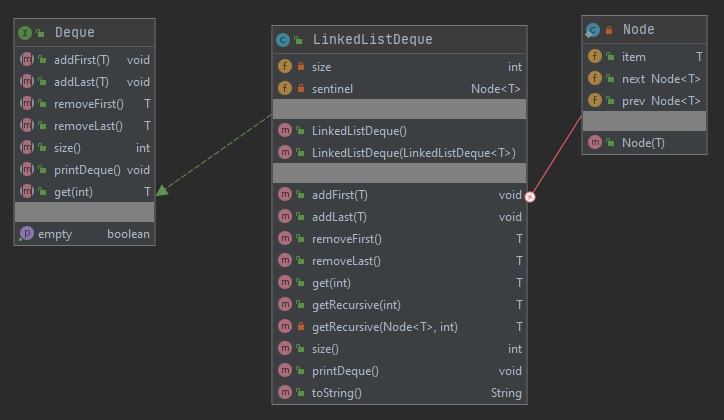 Deque
addFirst(T) void
addLast(T) void
removeFirst() T
removeLast() T
size() int
printDeque() void
get(int) T
empty boolean
LinkedListDeque
size int
sentinel Node<T>
LinkedListDeque()
LinkedListDeque(LinkedListDeque<T>)
addFirst(T) void
addLast(T) void
removeFirst() T
removeLast() T
get(int) T
getRecursive(int) T
getRecursive(Node<T>, int) T
size() int
printDeque() void
toString() String
Node
item T
next Node<T>
prev Node<T>
Node(T)